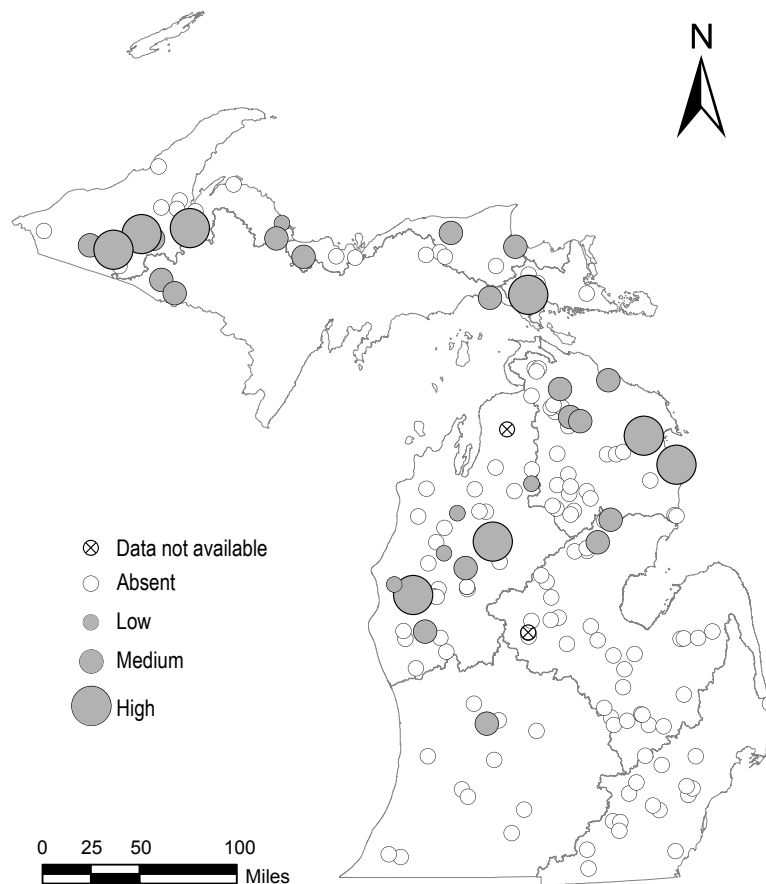 N
Data not available
Absent
Low
Medium
High
0 25 50 100
Miles